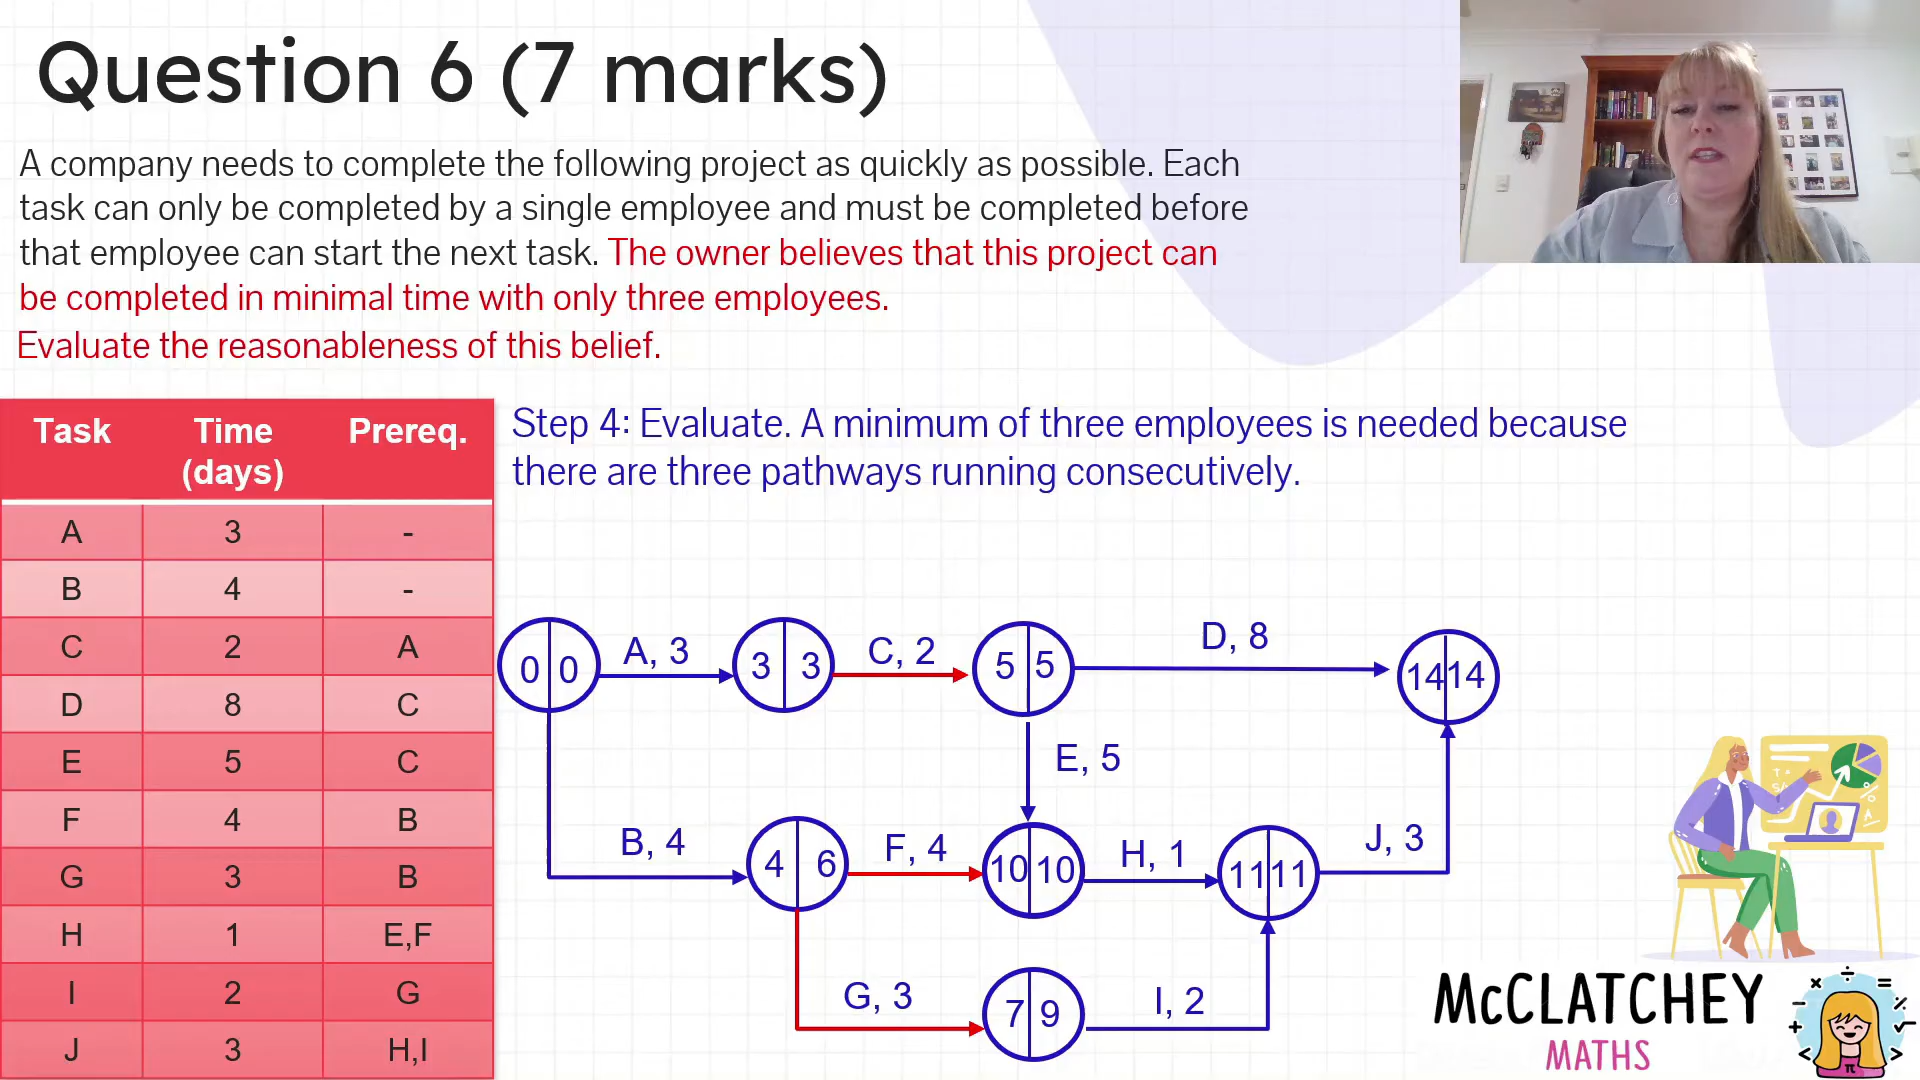 Question 6 (7 marks)
A company needs to complete the following project as quickly as possible. Each
task can only be completed by a single employee and must be completed before
that employee can start the next task. The owner believes that this project can
be completed in minimal time with only three employees.
Evaluate the reasonableness of this belief.
Task Time (days) Prereq.
A 3 -
B 4 -
C 2 A
D 8 C
E 5 C
F 4 B
G 3 B
H 1 E,F
I 2 G
J 3 H,I
Step 4: Evaluate. A minimum of three employees is needed because
there are three pathways running consecutively.
0 0 A, 3 3 3 C, 2 5 5 D, 8 14 14
E, 5
B, 4 4 6 F, 4 10 10 H, 1 11 11 J, 3
G, 3 7 9 I, 2
McCLATCHEY
MATHS